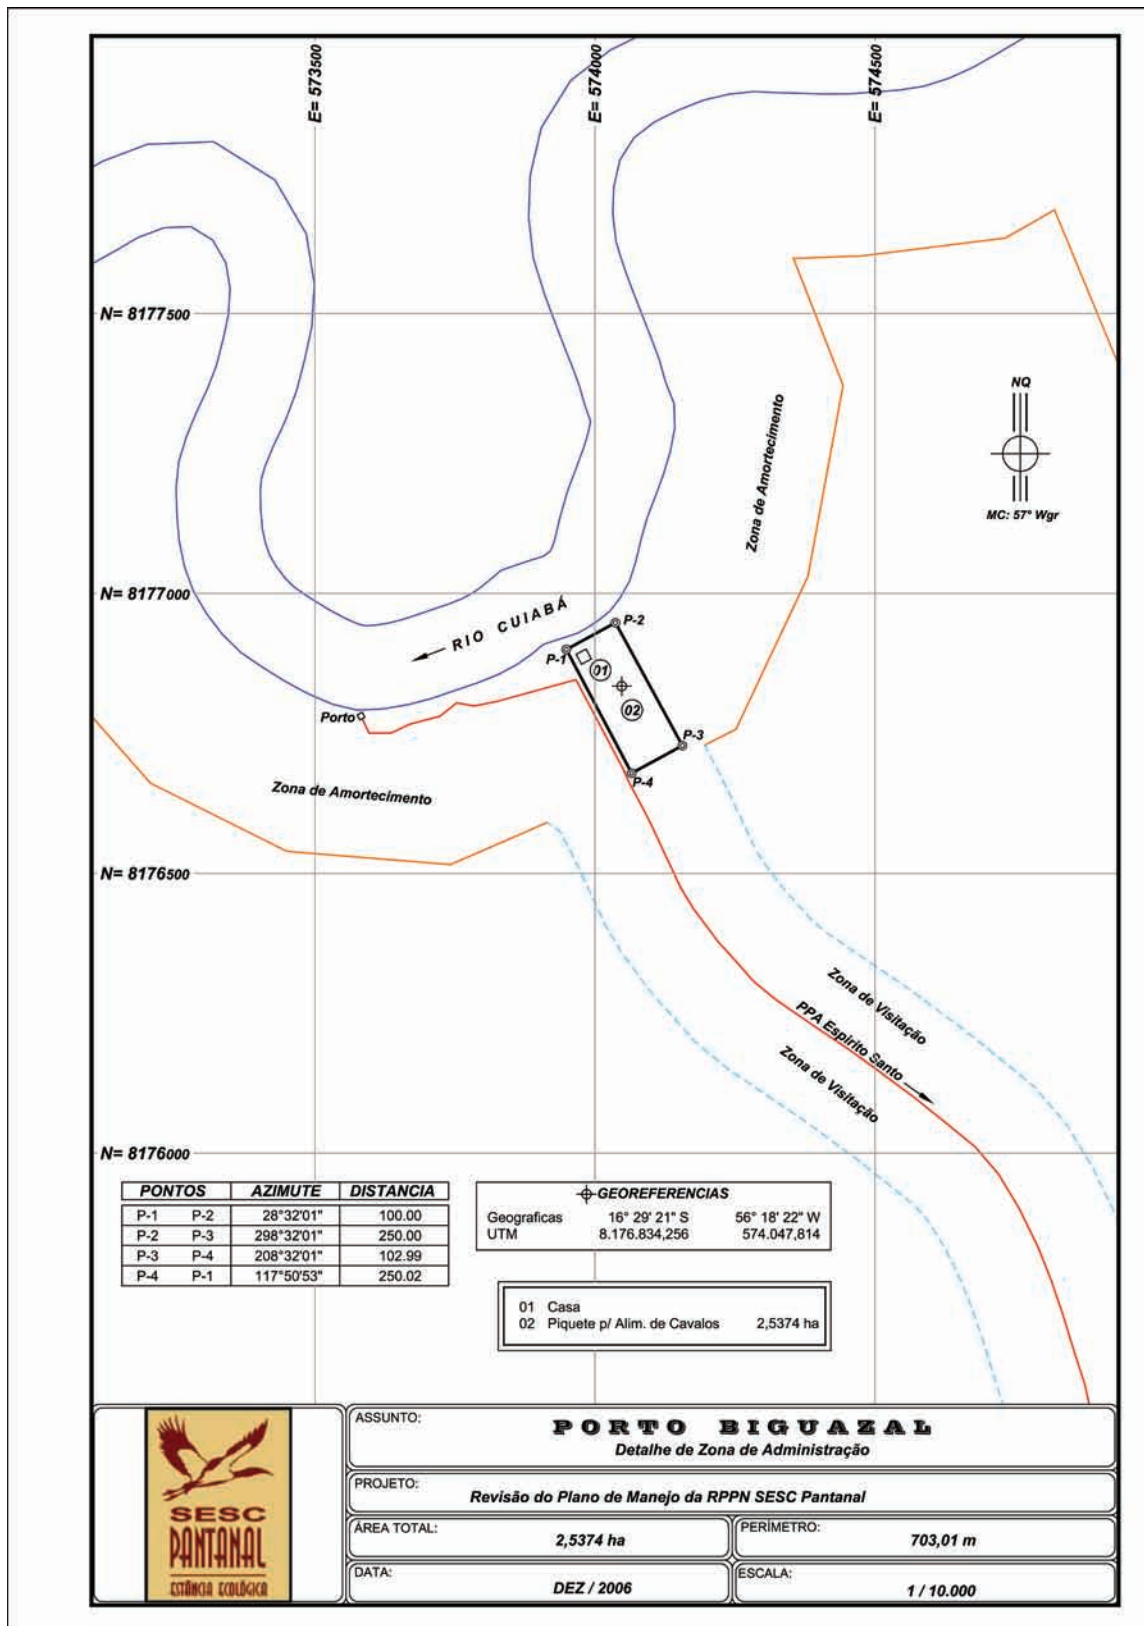 E= 573500
E= 574000
E= 574500
N= 8177500
NQ
MC: 57° Wgr
Zona de Amortecimento
N= 8177000
RIO CUIABÁ
P-1
P-2
01
02
P-3
P-4
Porto
Zona de Amortecimento
N= 8176500
Zona de Visitação
PPA Espirito Santo
Zona de Visitação
N= 8176000
PONTOS AZIMUTE DISTANCIA
P-1 P-2 28°32'01" 100.00
P-2 P-3 298°32'01" 250.00
P-3 P-4 208°32'01" 102.99
P-4 P-1 117°50'53" 250.02
GEOREFERENCIAS
Geograficas 16° 29' 21" S 56° 18' 22" W
UTM 8.176.834,256 574.047,814
01 Casa
02 Piquete p/ Alim. de Cavalos 2,5374 ha
SESC
PANTANAL
ESTÂNCIA ECOLÓGICA
ASSUNTO:
PORTO BIGUAZAL
Detalhe de Zona de Administração
PROJETO:
Revisão do Plano de Manejo da RPPN SESC Pantanal
ÁREA TOTAL:
2,5374 ha
PERÍMETRO:
703,01 m
DATA:
DEZ / 2006
ESCALA:
1 / 10.000